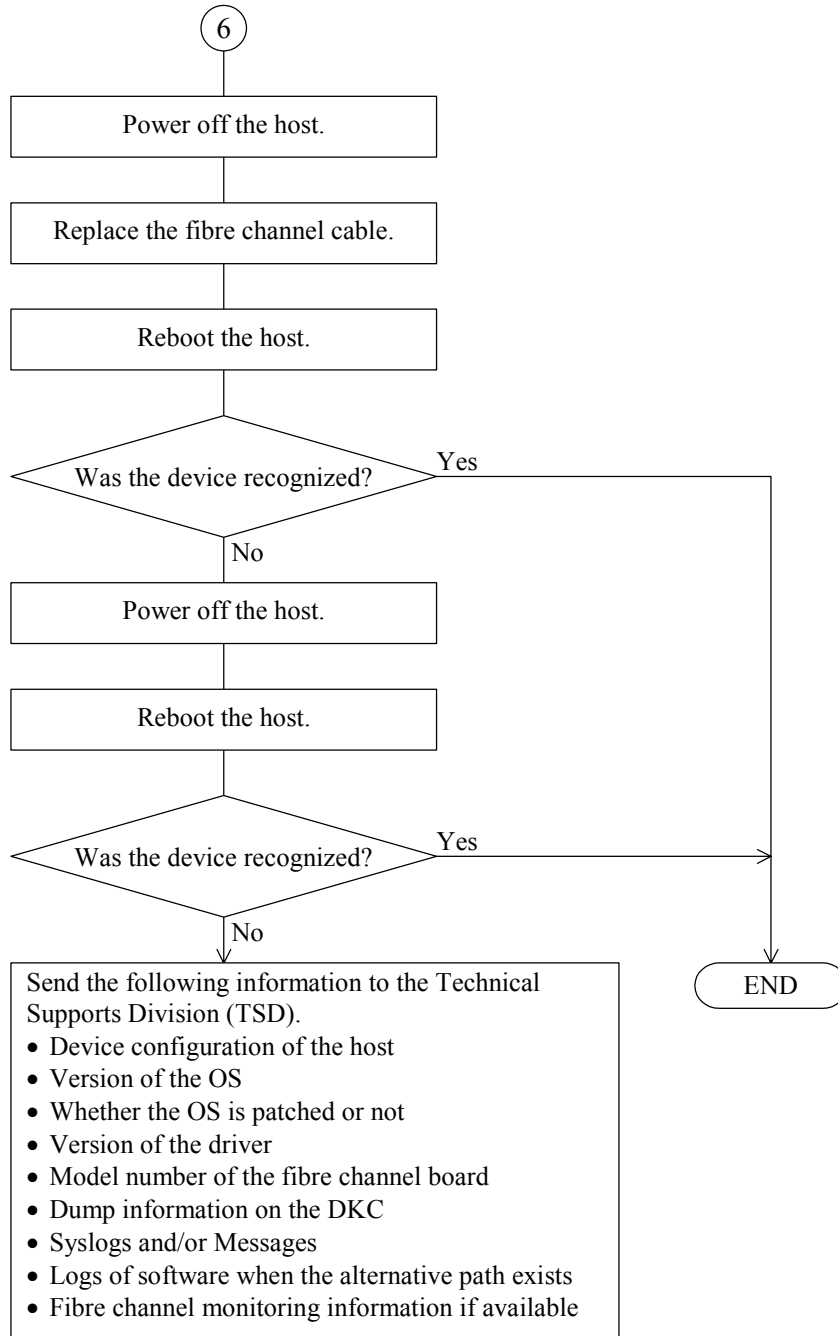 6
Power off the host.
Replace the fibre channel cable.
Reboot the host.
Was the device recognized?
Yes
No
Power off the host.
Reboot the host.
Was the device recognized?
Yes
No
Send the following information to the Technical
Supports Division (TSD).
• Device configuration of the host
• Version of the OS
• Whether the OS is patched or not
• Version of the driver
• Model number of the fibre channel board
• Dump information on the DKC
• Syslogs and/or Messages
• Logs of software when the alternative path exists
• Fibre channel monitoring information if available
END